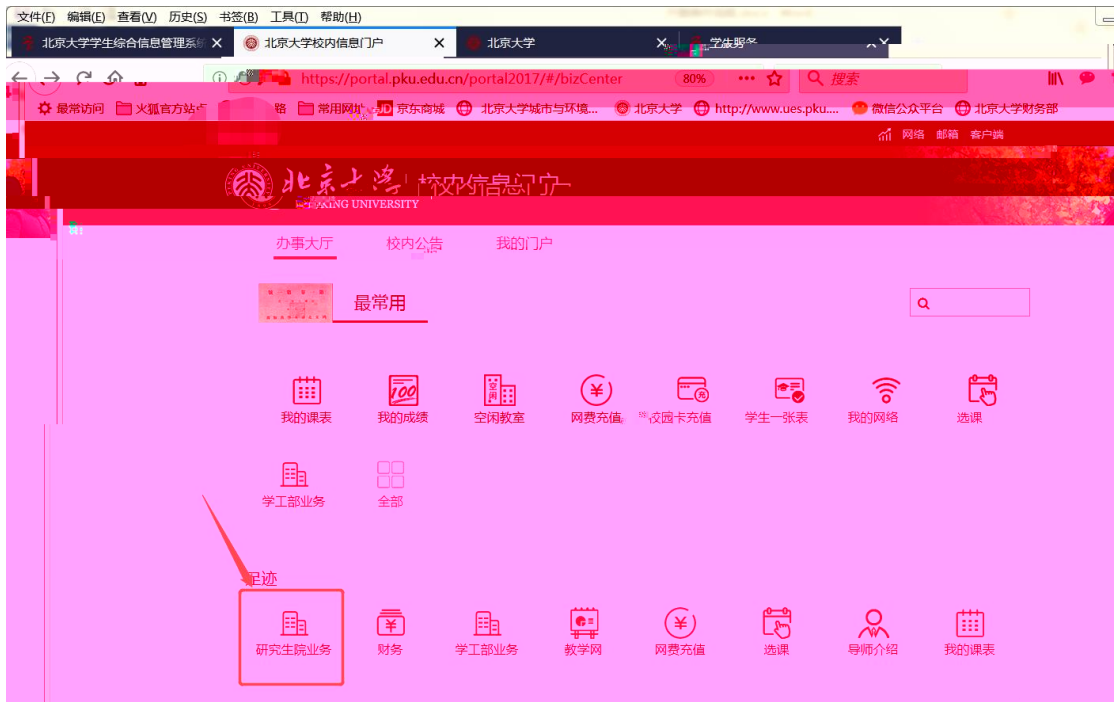 文件(F) 编辑(E) 查看(V) 历史(S) 书签(B) 工具(T) 帮助(H)
北京大学学生综合信息管理系统 北京大学校内信息门户 北京大学
https://portal.pku.edu.cn/portal2017/#/bizCenter 80% 搜索
最常访问 火狐官方站点 常用网址 JD 京东商城 北京大学城市与环境... 北京大学 http://www.ues.pku.... 微信公众平台 北京大学财务部
网络 邮箱 客户端
北京大学 校内信息门户
UNIVERSITY
办事大厅 校内公告 我的门户
最常用
我的课表 我的成绩 空闲教室 网费充值 校园卡充值 学生一张表 我的网络 选课
学工部业务 全部
足迹
研究生院业务 财务 学工部业务 教学网 网费充值 选课 导师介绍 我的课表